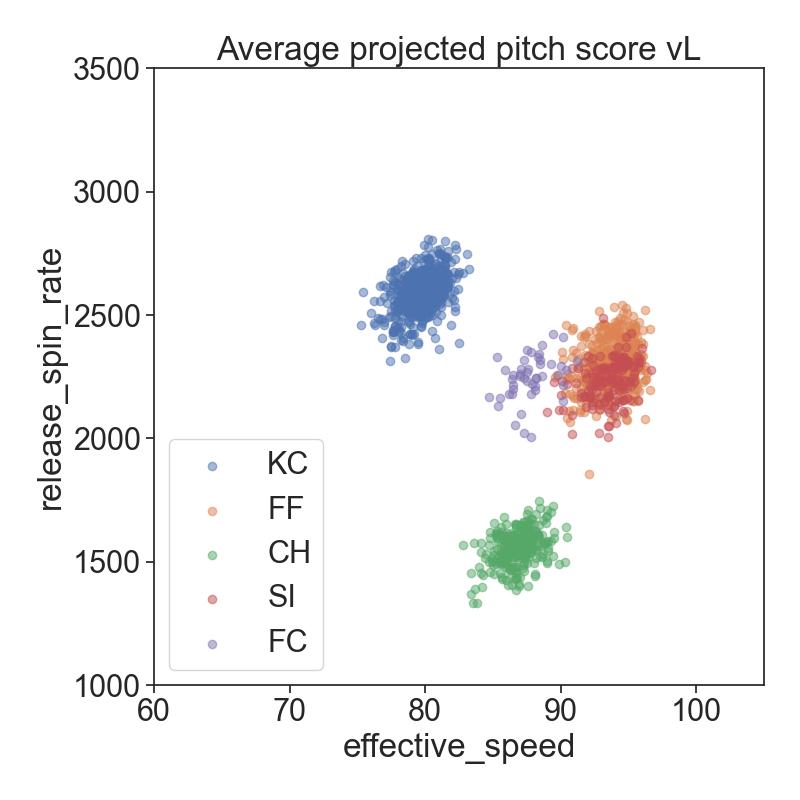 Average projected pitch score vL
3500
3000
2500
2000
1500
1000
release_spin_rate
KC
FF
CH
SI
FC
60
70
80
90
100
effective_speed